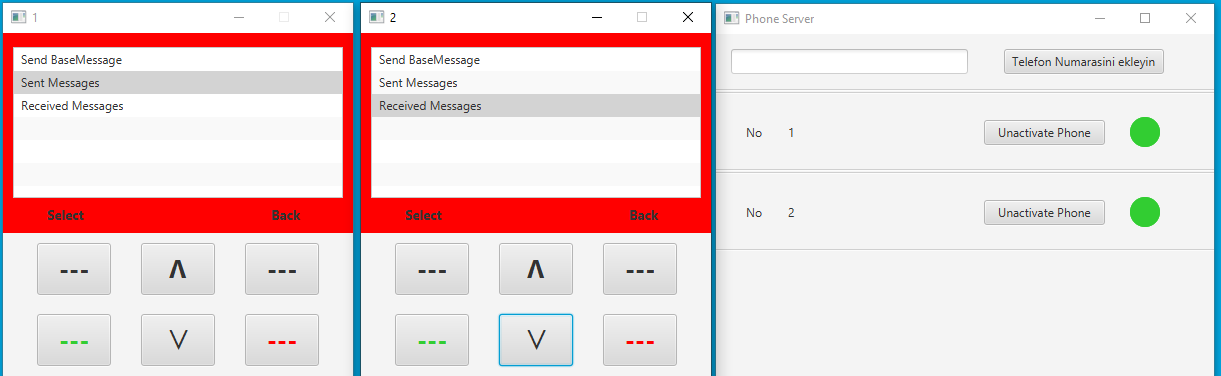 1
Send BaseMessage
Sent Messages
Received Messages
Select Back
--- Λ ---
--- V ---
2
Send BaseMessage
Sent Messages
Received Messages
Select Back
--- Λ ---
--- V ---
Phone Server
Telefon Numarasini ekleyin
No 1 Unactivate Phone
No 2 Unactivate Phone